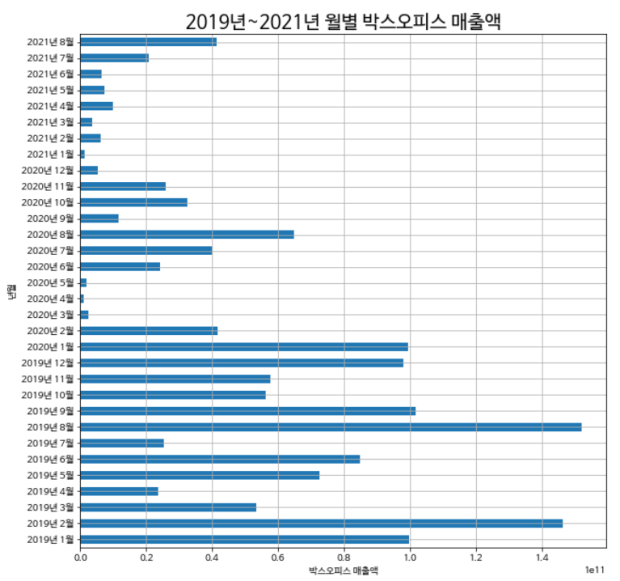 2019년~2021년 월별 박스오피스 매출액
2021년 8월
2021년 7월
2021년 6월
2021년 5월
2021년 4월
2021년 3월
2021년 2월
2021년 1월
2020년 12월
2020년 11월
2020년 10월
2020년 9월
2020년 8월
2020년 7월
2020년 6월
2020년 5월
2020년 4월
2020년 3월
2020년 2월
2020년 1월
2019년 12월
2019년 11월
2019년 10월
2019년 9월
2019년 8월
2019년 7월
2019년 6월
2019년 5월
2019년 4월
2019년 3월
2019년 2월
2019년 1월
년월
0.0 0.2 0.4 0.6 0.8 1.0 1.2 1.4
박스오피스 매출액
1e11